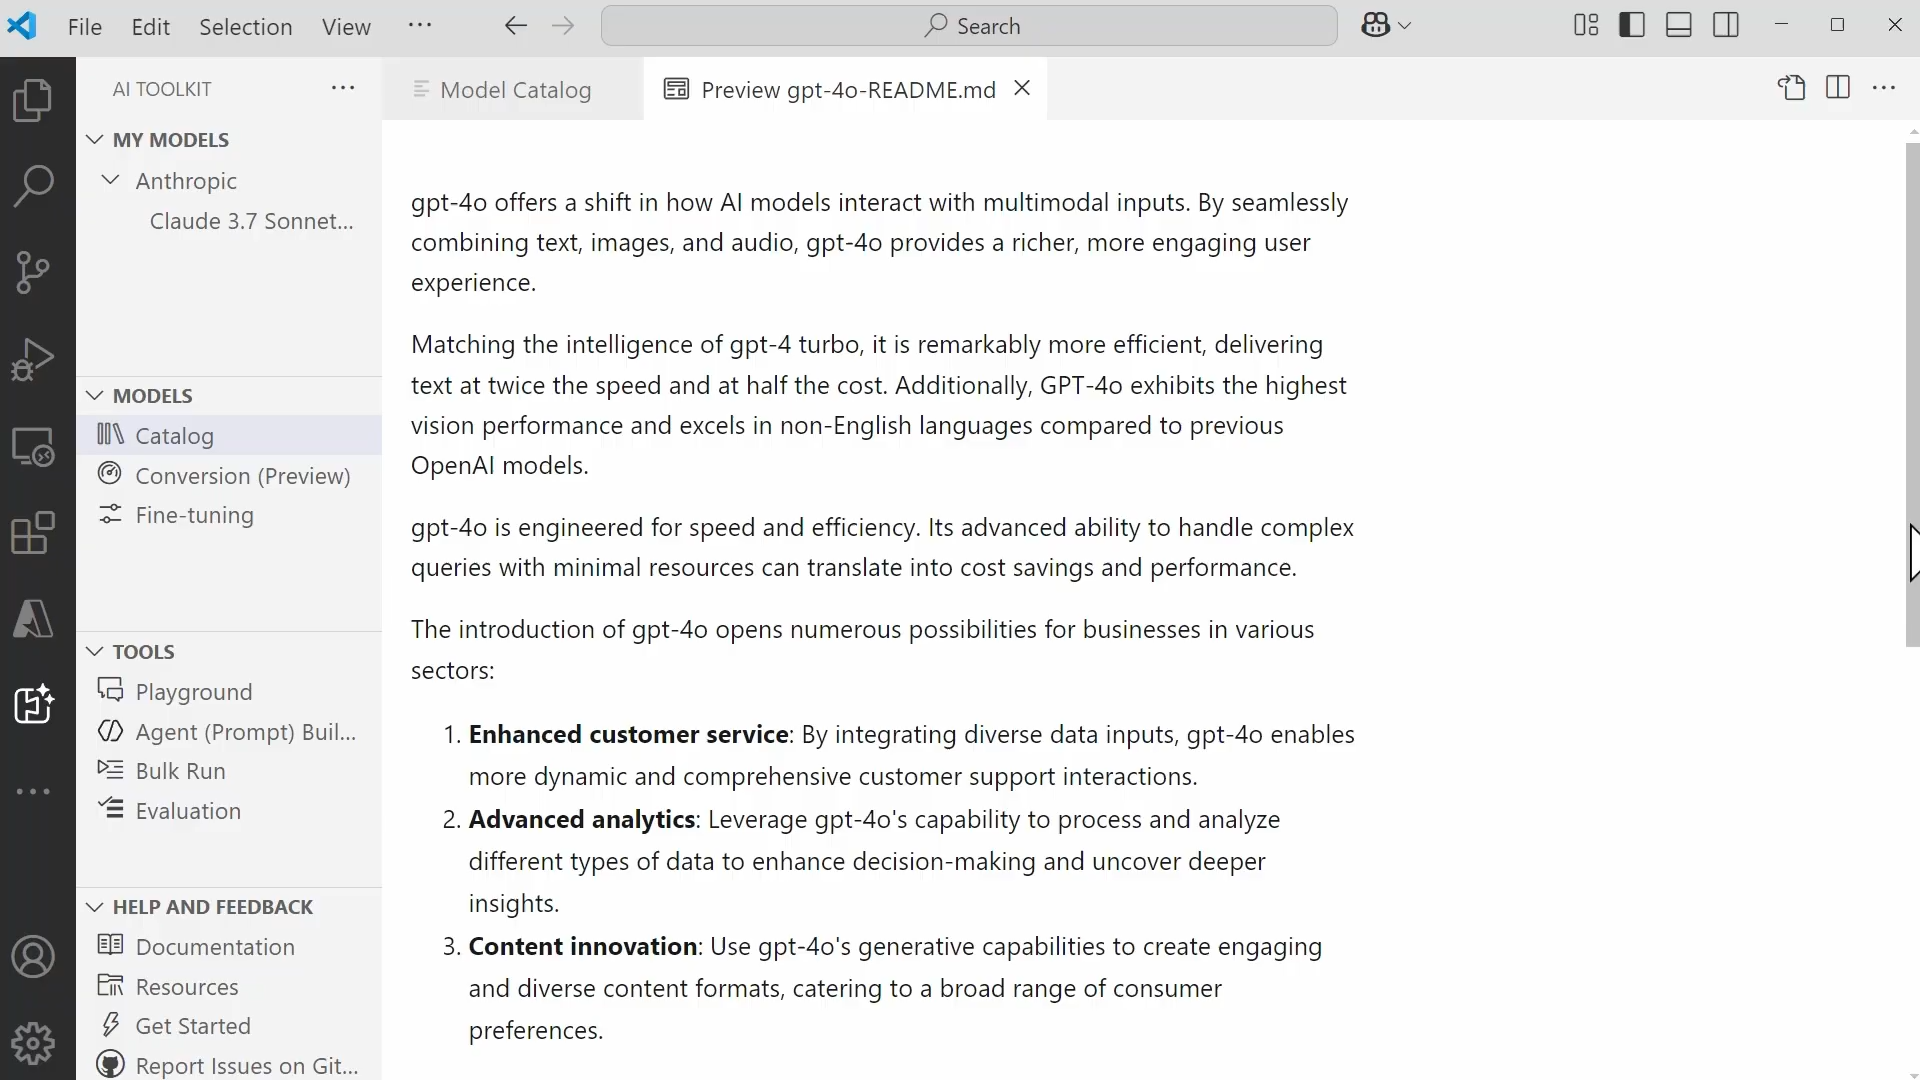 File Edit Selection View ··· Search
AI TOOLKIT ···
MY MODELS
Anthropic
Claude 3.7 Sonnet...
MODELS
Catalog
Conversion (Preview)
Fine-tuning
TOOLS
Playground
Agent (Prompt) Buil...
Bulk Run
Evaluation
HELP AND FEEDBACK
Documentation
Resources
Get Started
Report Issues on Git...
Model Catalog
Preview gpt-4o-README.md
gpt-4o offers a shift in how AI models interact with multimodal inputs. By seamlessly
combining text, images, and audio, gpt-4o provides a richer, more engaging user
experience.
Matching the intelligence of gpt-4 turbo, it is remarkably more efficient, delivering
text at twice the speed and at half the cost. Additionally, GPT-4o exhibits the highest
vision performance and excels in non-English languages compared to previous
OpenAI models.
gpt-4o is engineered for speed and efficiency. Its advanced ability to handle complex
queries with minimal resources can translate into cost savings and performance.
The introduction of gpt-4o opens numerous possibilities for businesses in various
sectors:
1. Enhanced customer service: By integrating diverse data inputs, gpt-4o enables
more dynamic and comprehensive customer support interactions.
2. Advanced analytics: Leverage gpt-4o's capability to process and analyze
different types of data to enhance decision-making and uncover deeper
insights.
3. Content innovation: Use gpt-4o's generative capabilities to create engaging
and diverse content formats, catering to a broad range of consumer
preferences.